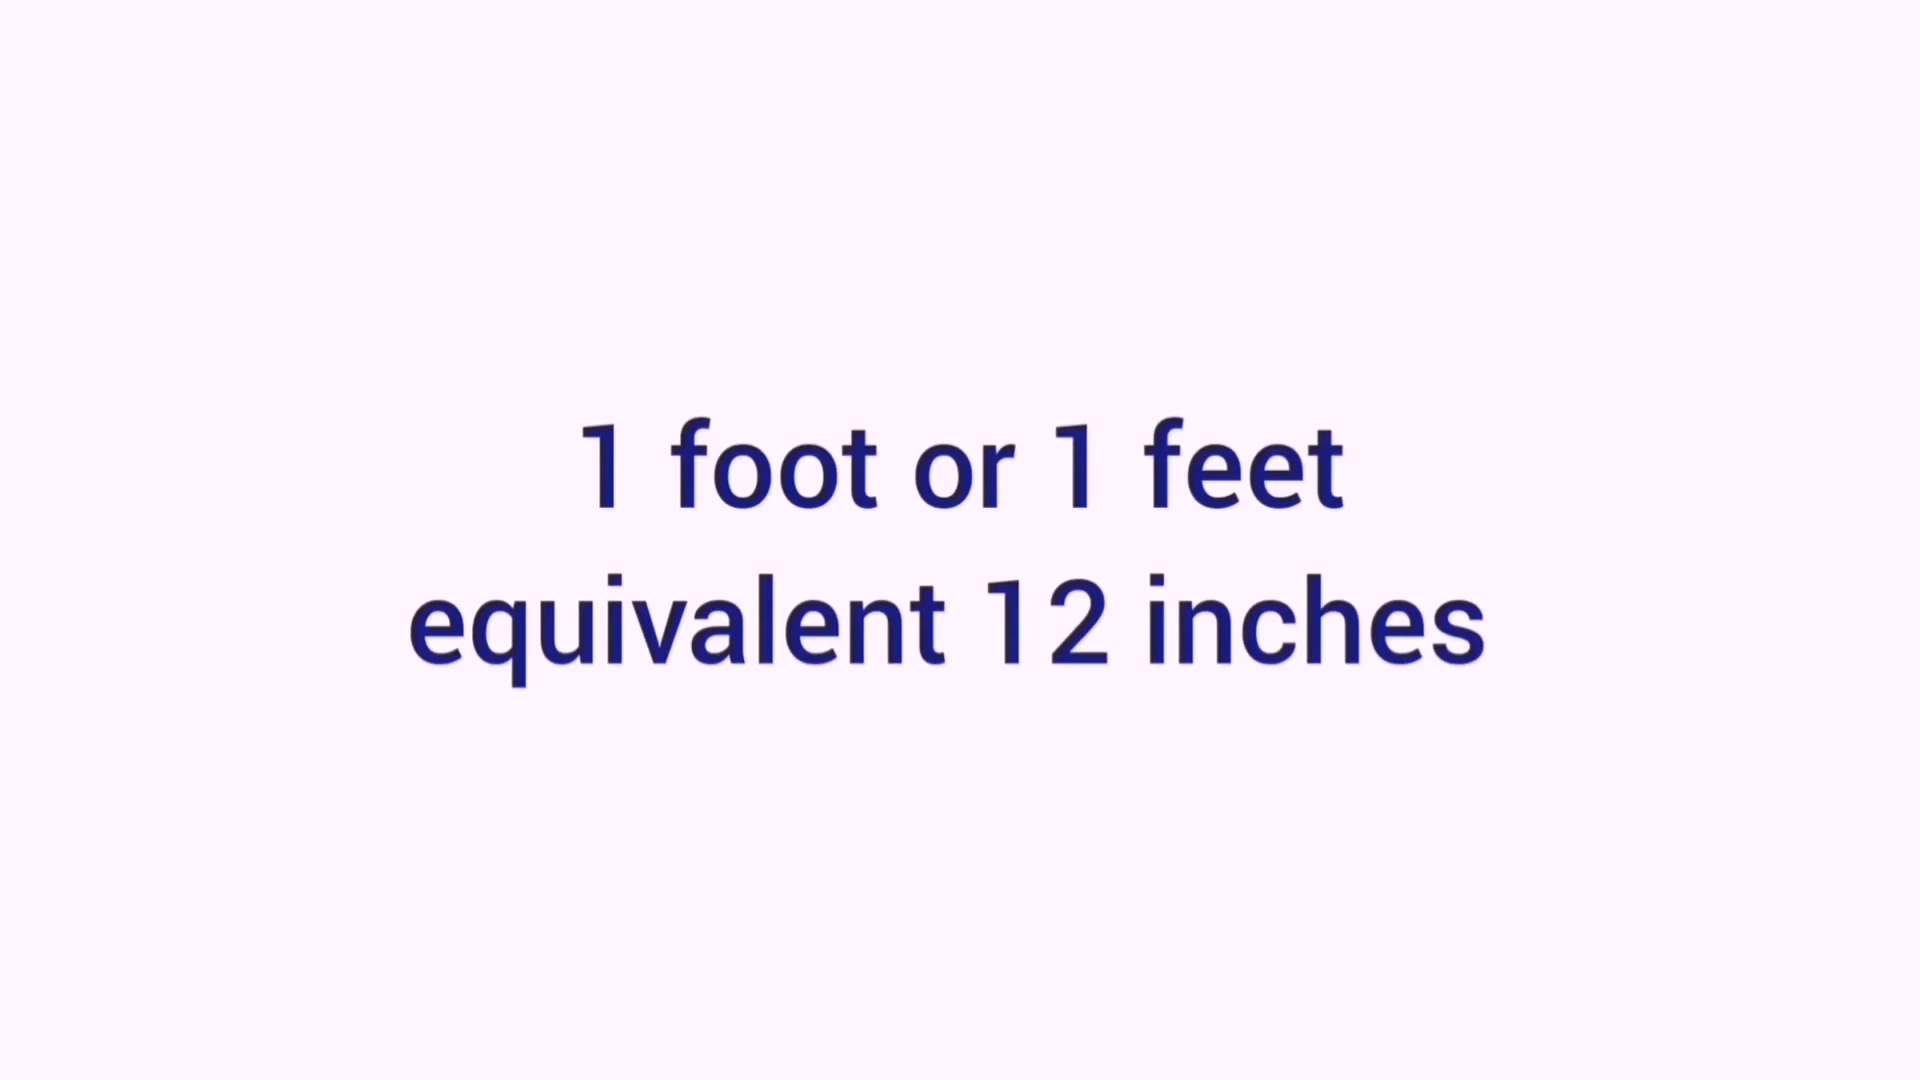 1 foot or 1 feet
equivalent 12 inches